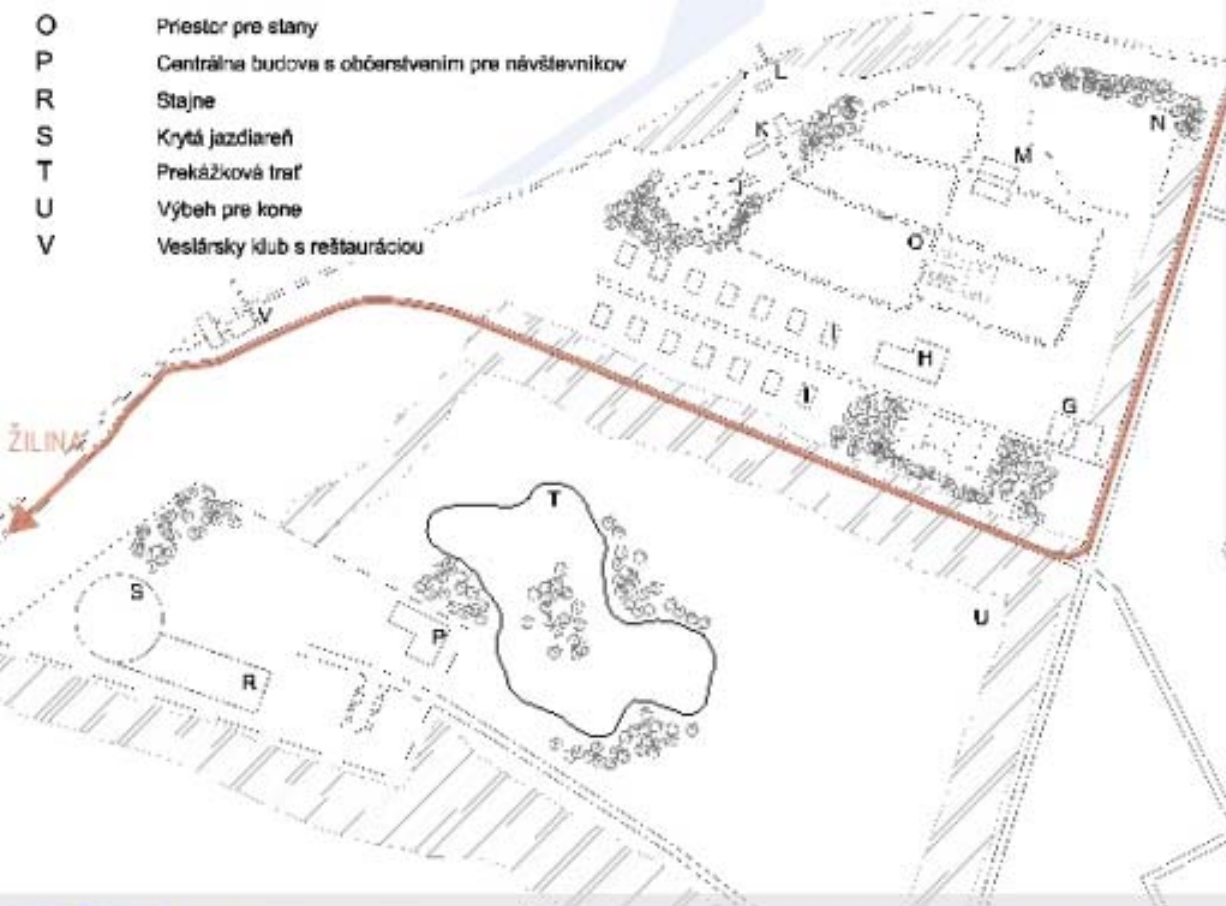 O Priestor pre stany
P Centrálna budova s občerstvením pre návštevníkov
R Stajne
S Krytá jazdiareň
T Prekážková trať
U Výbeh pre kone
V Veslársky klub s reštauráciou
L
K
N
M
J
O
V
I
H
I
G
ŽILINA
T
S
U
P
R